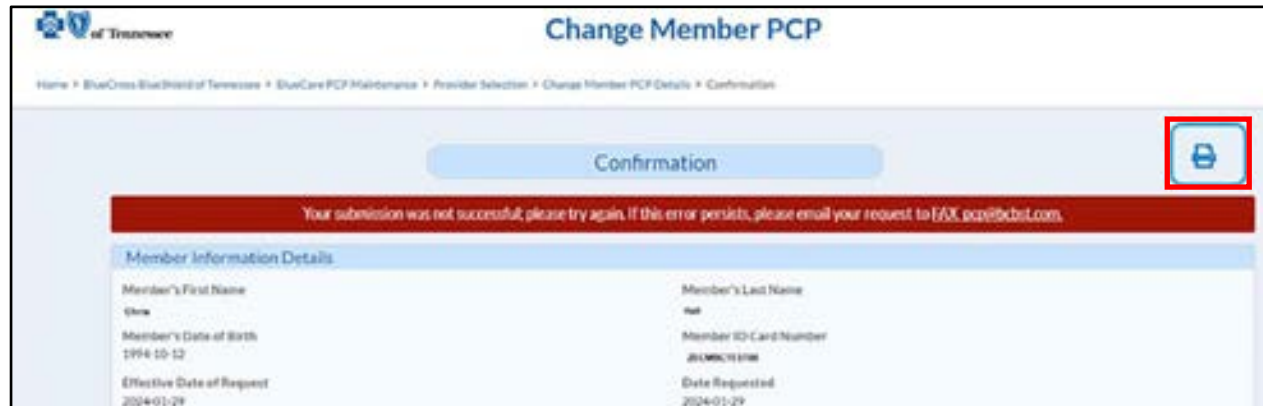 of Tennessee
Change Member PCP
Home > BlueCross BlueShield of Tennessee > BlueCare PCP Maintenance > Provider Selection > Change Member PCP Details > Confirmation
Confirmation
Your submission was not successful; please try again. If this error persists, please email your request to FAX_pcp@bcbst.com.
Member Information Details
Member's First Name
Member's Last Name
Chris
Hall
Member's Date of Birth
Member ID Card Number
1994-10-12
Effective Date of Request
Date Requested
2024-01-29
2024-01-29